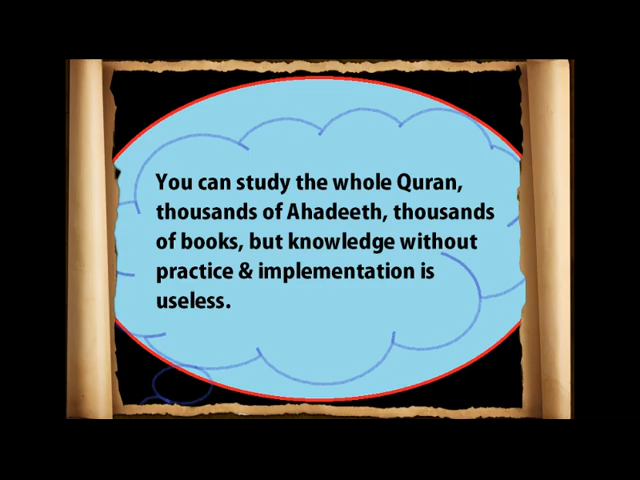 You can study the whole Quran,
thousands of Ahadeeth, thousands
of books, but knowledge without
practice & implementation is
useless.